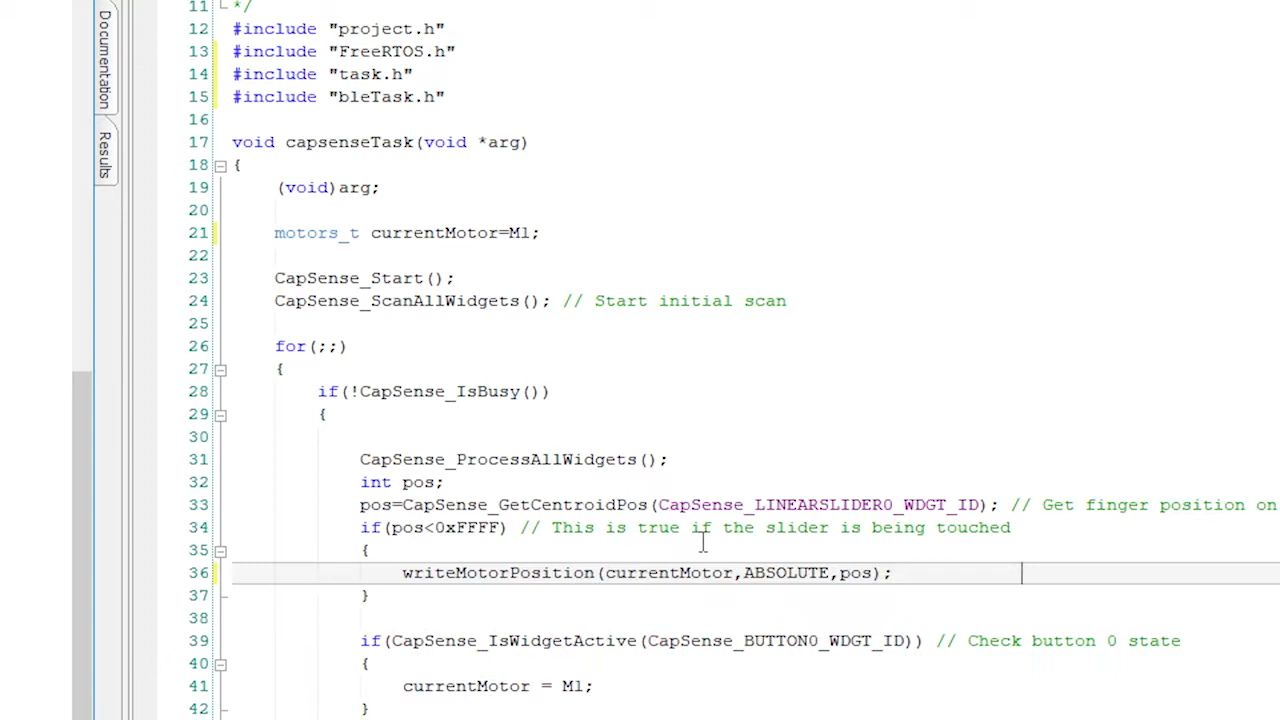 Documentation
Results
11 */
12 #include "project.h"
13 #include "FreeRTOS.h"
14 #include "task.h"
15 #include "bleTask.h"
16
17 void capsenseTask(void *arg)
18 {
19 (void)arg;
20
21 motors_t currentMotor=M1;
22
23 CapSense_Start();
24 CapSense_ScanAllWidgets(); // Start initial scan
25
26 for(;;)
27 {
28 if(!CapSense_IsBusy())
29 {
30
31 CapSense_ProcessAllWidgets();
32 int pos;
33 pos=CapSense_GetCentroidPos(CapSense_LINEARSLIDER0_WDGT_ID); // Get finger position on
34 if(pos<0xFFFF) // This is true if the slider is being touched
35 {
36 writeMotorPosition(currentMotor,ABSOLUTE,pos);
37 }
38
39 if(CapSense_IsWidgetActive(CapSense_BUTTON0_WDGT_ID)) // Check button 0 state
40 {
41 currentMotor = M1;
42 }